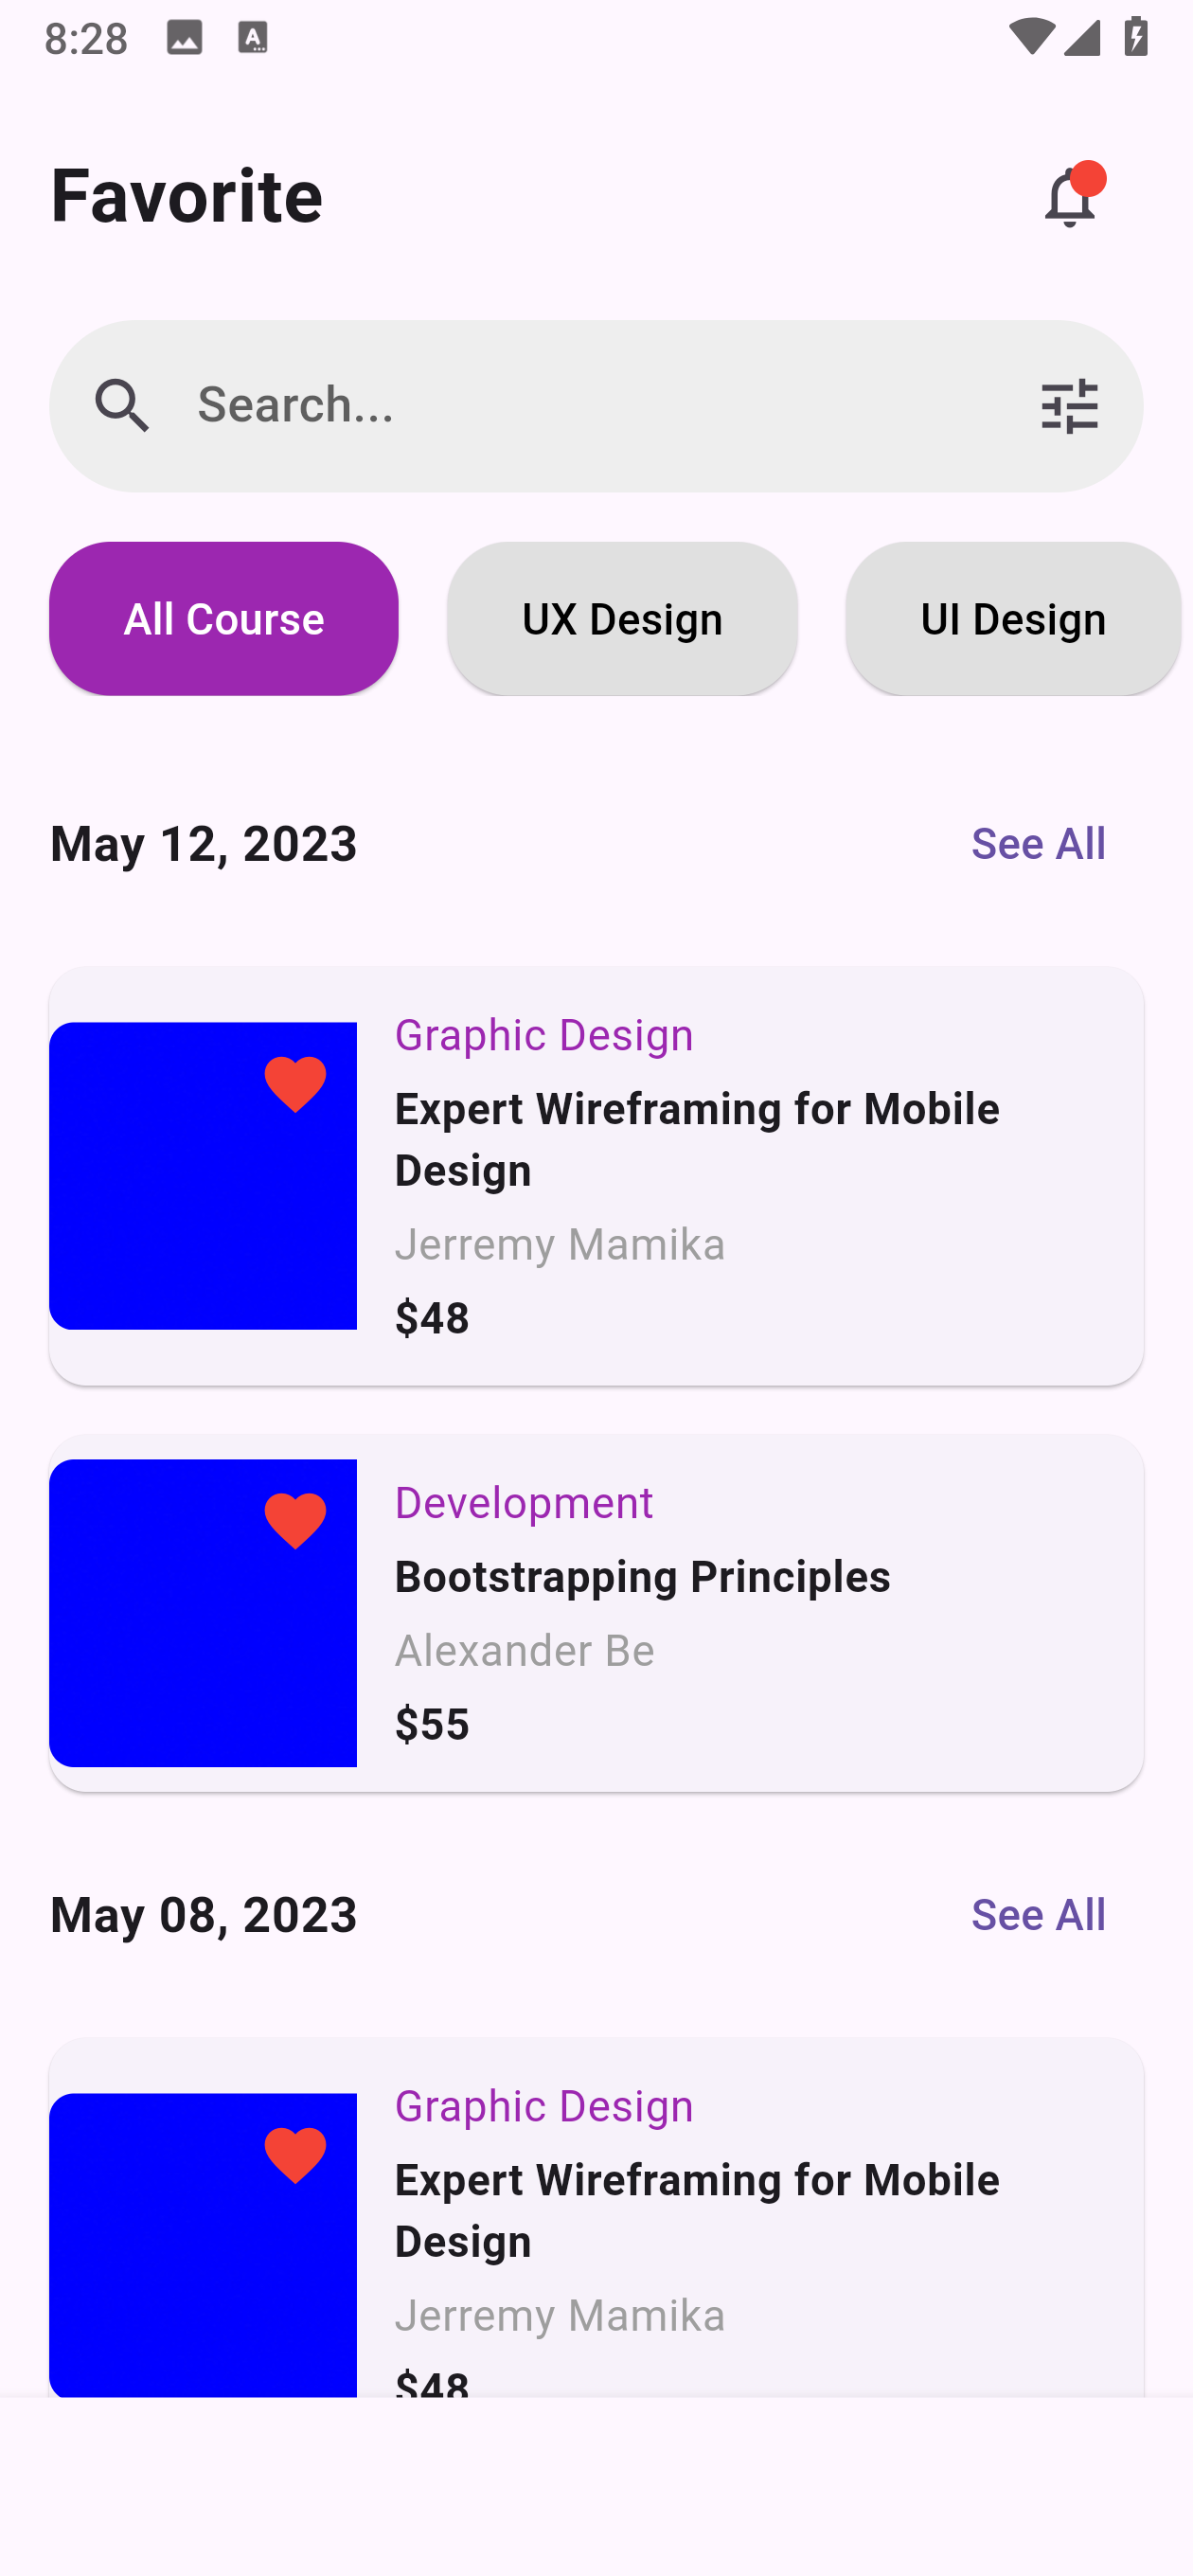 8:28
Favorite
Search...
All Course
UX Design
UI Design
May 12, 2023
See All
Graphic Design
Expert Wireframing for Mobile
Design
Jerremy Mamika
$48
Development
Bootstrapping Principles
Alexander Be
$55
May 08, 2023
See All
Graphic Design
Expert Wireframing for Mobile
Design
Jerremy Mamika
$48